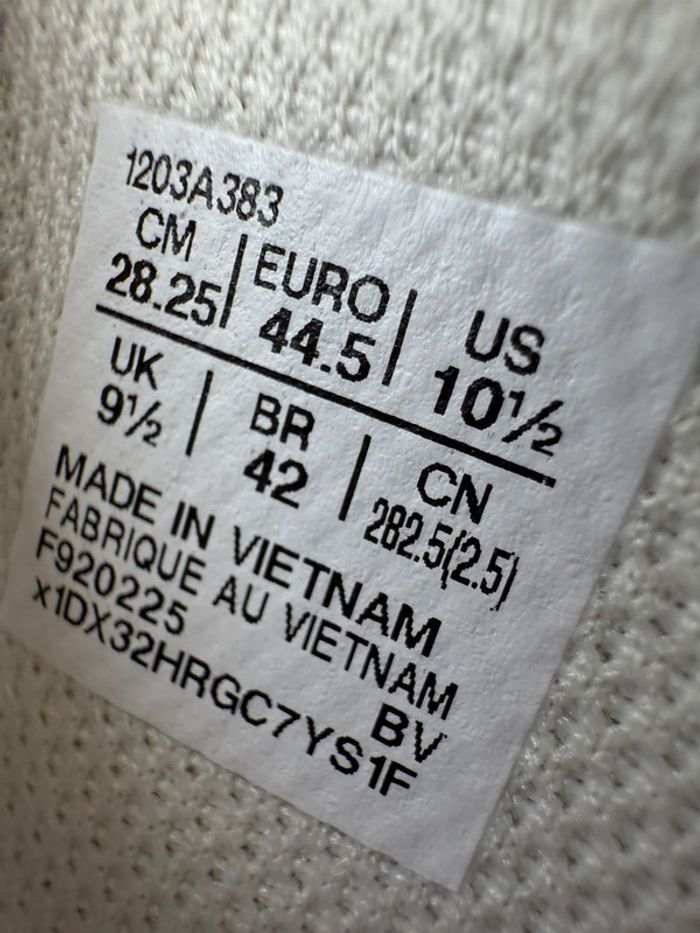 1203A383
CM | EURO | US
28.25 | 44.5 | 10½
UK | BR | CN
9½ | 42 | 282.5(2.5)
MADE IN VIETNAM
FABRIQUE AU VIETNAM
F920225 BV
x1DX32HRGC7YS1F